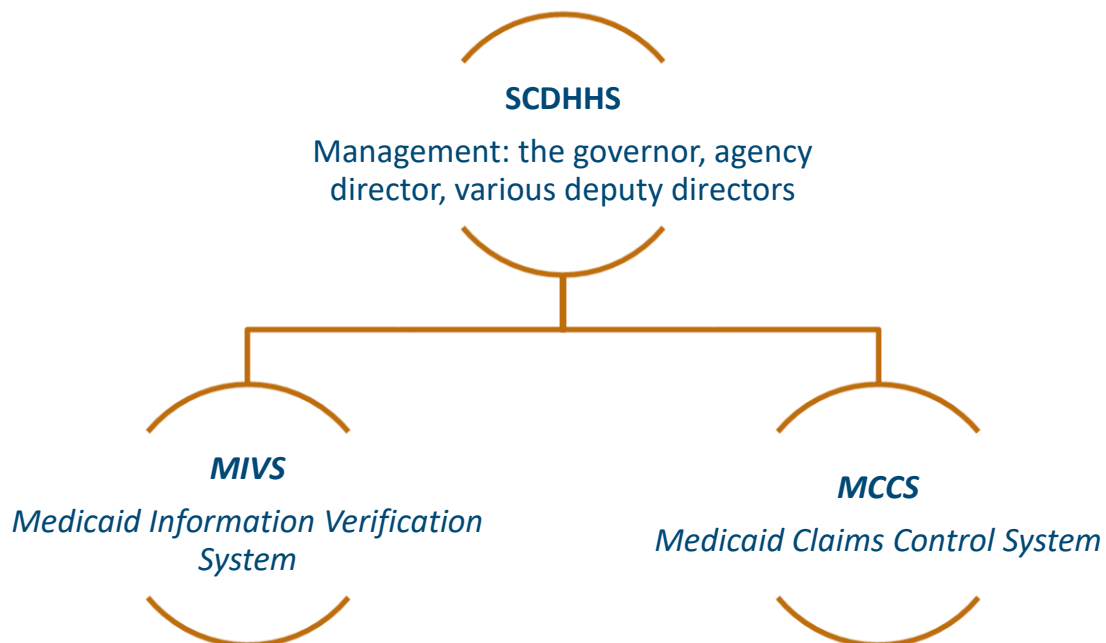 SCDHHS
Management: the governor, agency
director, various deputy directors
MIVS
Medicaid Information Verification
System
MCCS
Medicaid Claims Control System